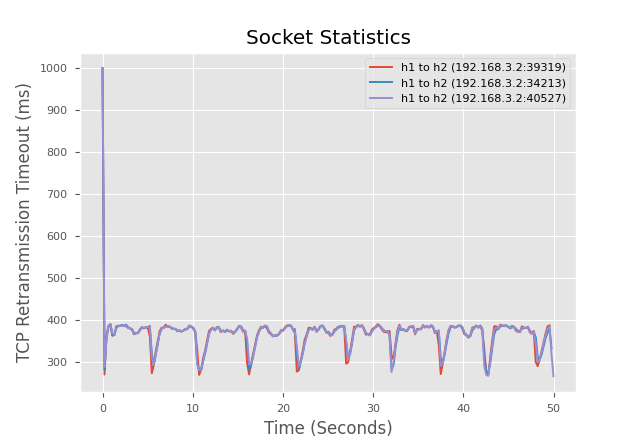 Socket Statistics
h1 to h2 (192.168.3.2:39319)
h1 to h2 (192.168.3.2:34213)
h1 to h2 (192.168.3.2:40527)
TCP Retransmission Timeout (ms)
1000
900
800
700
600
500
400
300
0 10 20 30 40 50
Time (Seconds)